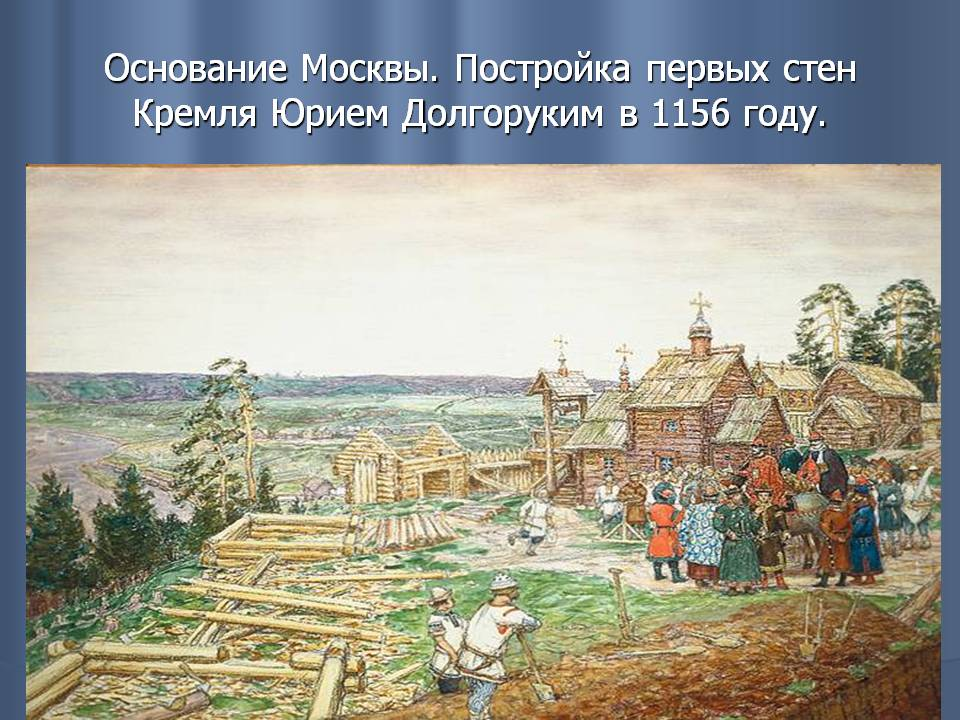 Основание Москвы. Постройка первых стен
Кремля Юрием Долгоруким в 1156 году.